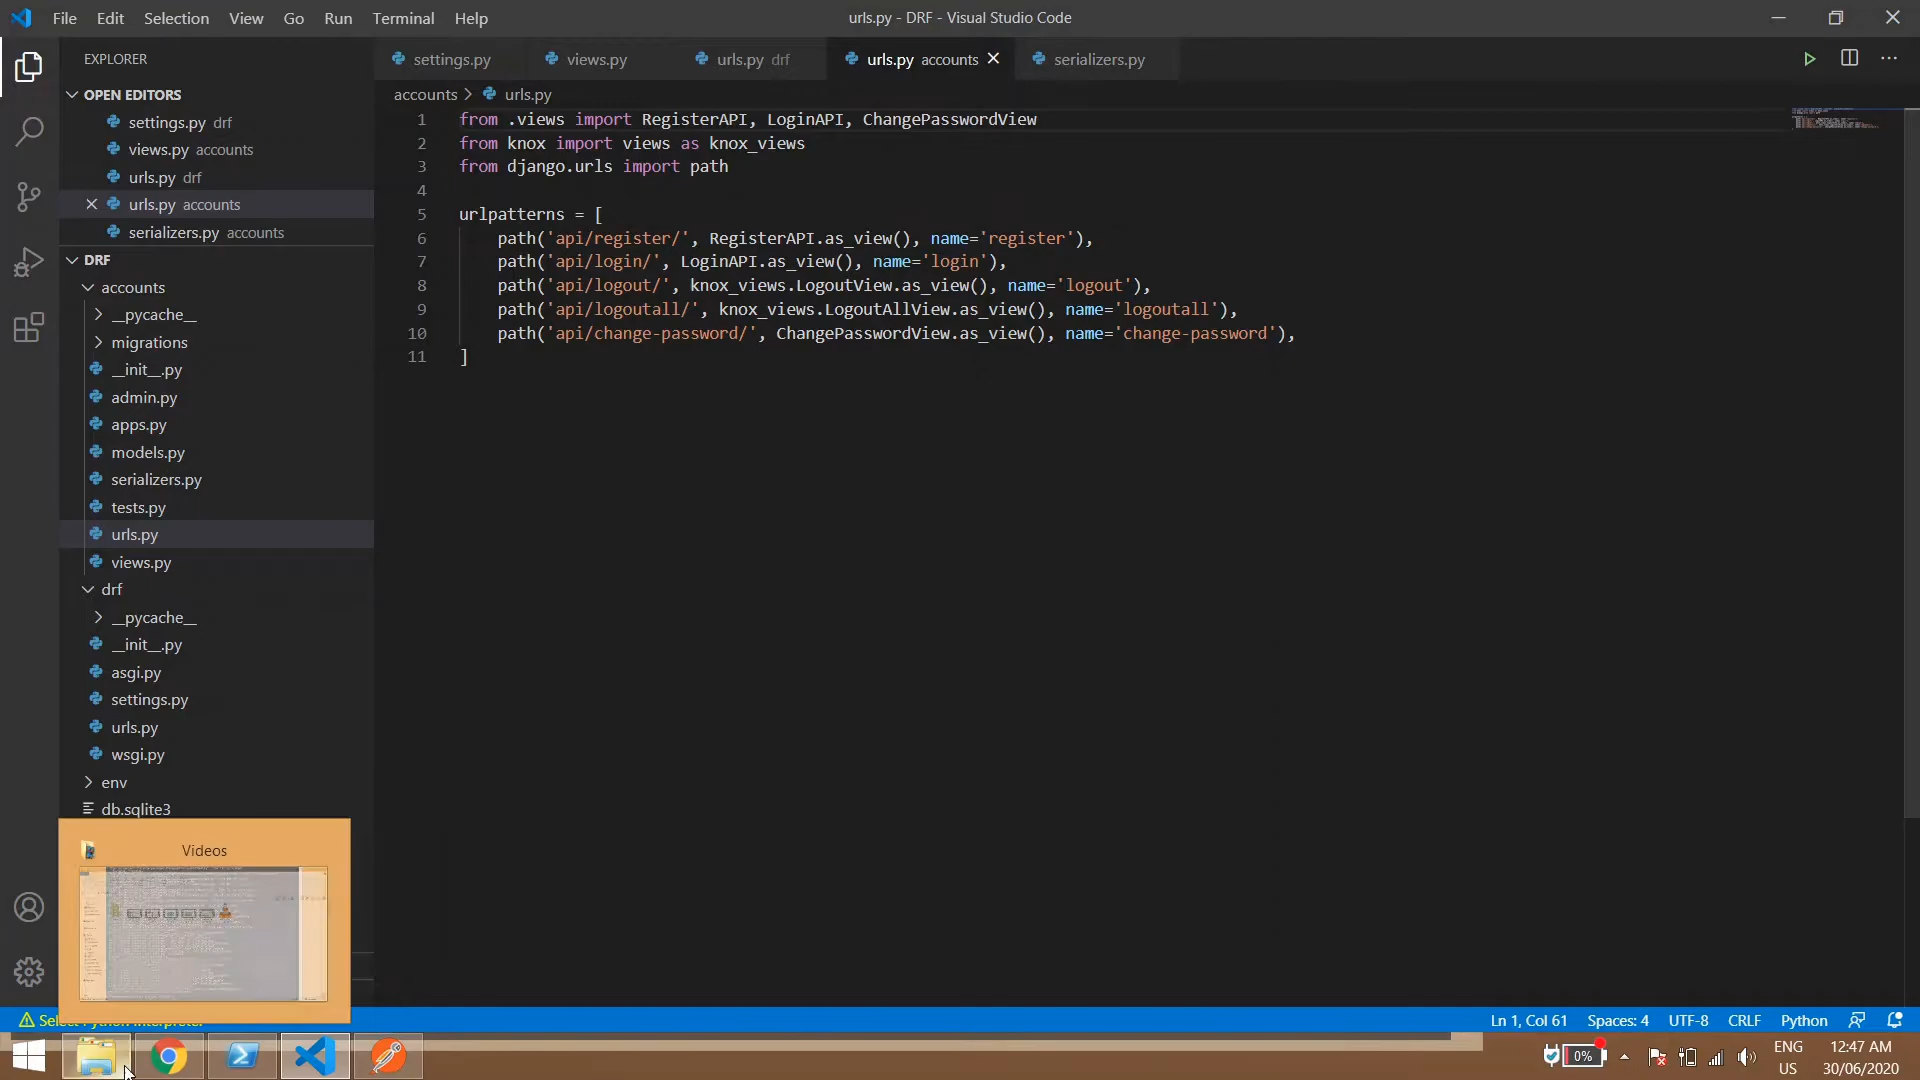 File Edit Selection View Go Run Terminal Help
urls.py - DRF - Visual Studio Code
EXPLORER
settings.py
views.py
urls.py drf
urls.py accounts
serializers.py
OPEN EDITORS
settings.py drf
views.py accounts
urls.py drf
urls.py accounts
serializers.py accounts
DRF
accounts
__pycache__
migrations
__init__.py
admin.py
apps.py
models.py
serializers.py
tests.py
urls.py
views.py
drf
__pycache__
__init__.py
asgi.py
settings.py
urls.py
wsgi.py
env
db.sqlite3
accounts > urls.py
1 from .views import RegisterAPI, LoginAPI, ChangePasswordView
2 from knox import views as knox_views
3 from django.urls import path
4
5 urlpatterns = [
6 path('api/register/', RegisterAPI.as_view(), name='register'),
7 path('api/login/', LoginAPI.as_view(), name='login'),
8 path('api/logout/', knox_views.LogoutView.as_view(), name='logout'),
9 path('api/logoutall/', knox_views.LogoutAllView.as_view(), name='logoutall'),
10 path('api/change-password/', ChangePasswordView.as_view(), name='change-password'),
11 ]
Videos
Ln 1, Col 61 Spaces: 4 UTF-8 CRLF Python
0%
ENG
US
12:47 AM
30/06/2020